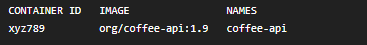 CONTAINER ID IMAGE NAMES
xyz789 org/coffee-api:1.9 coffee-api